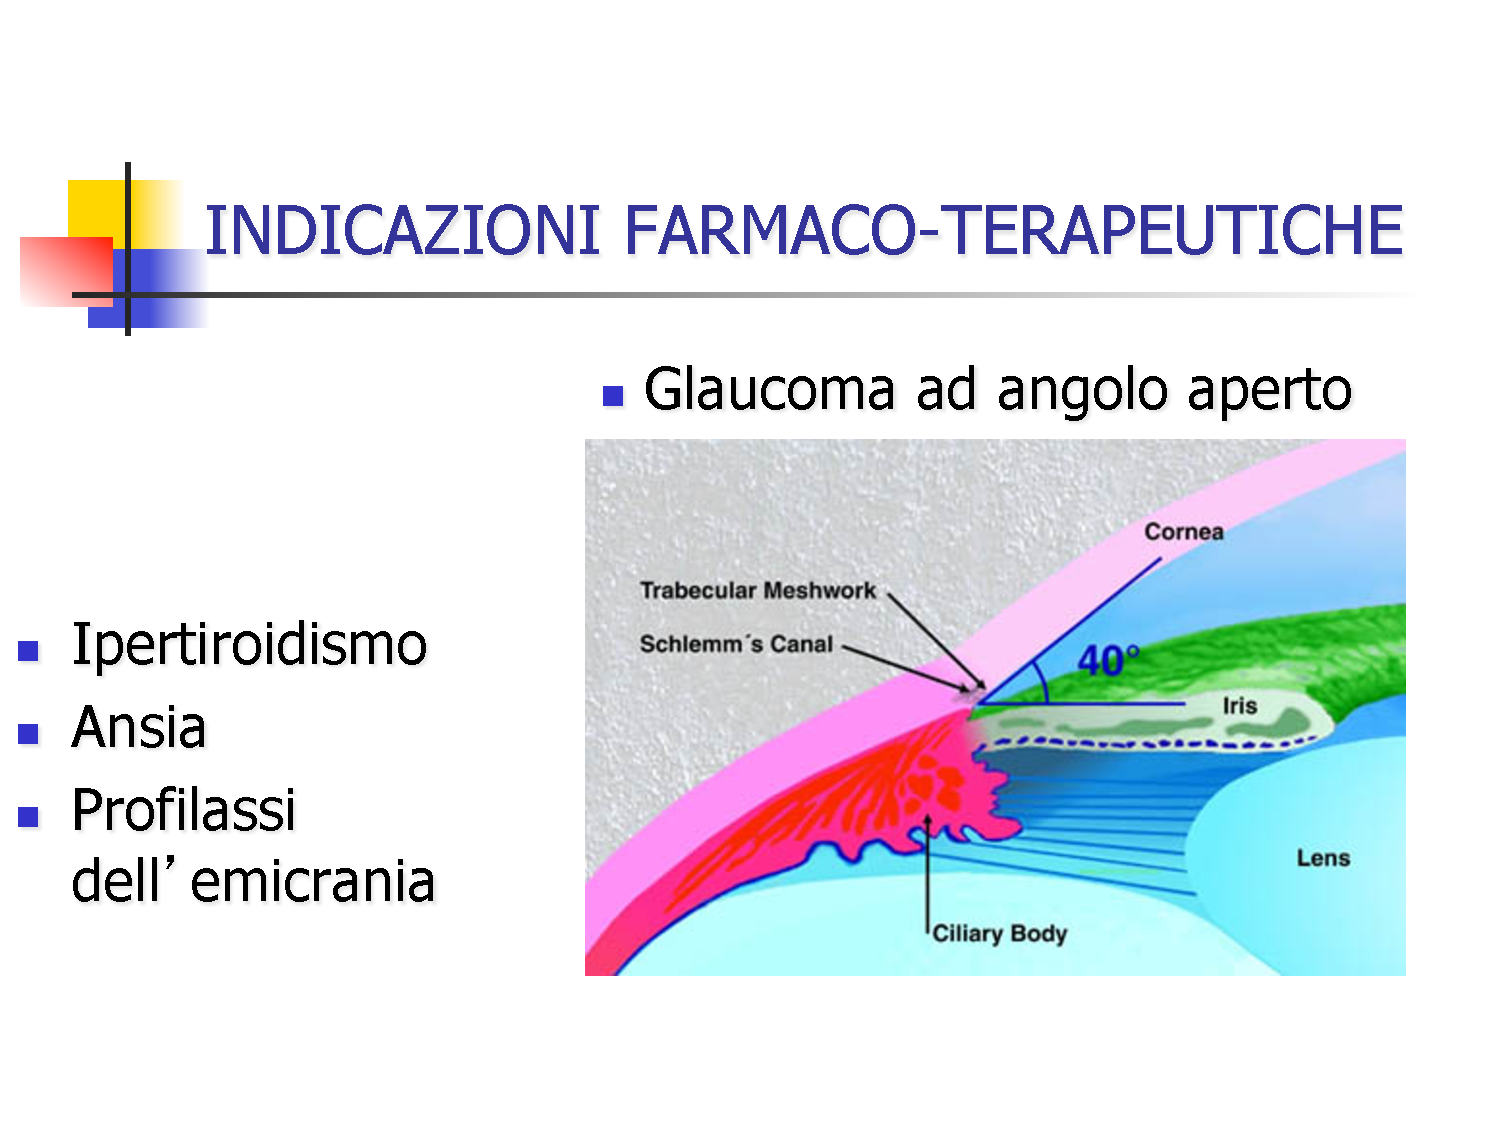 INDICAZIONI FARMACO-TERAPEUTICHE
Glaucoma ad angolo aperto
Cornea
Trabecular Meshwork
Schlemm´s Canal
40°
Iris
Lens
Ciliary Body
Ipertiroidismo
Ansia
Profilassi
dell’emicrania